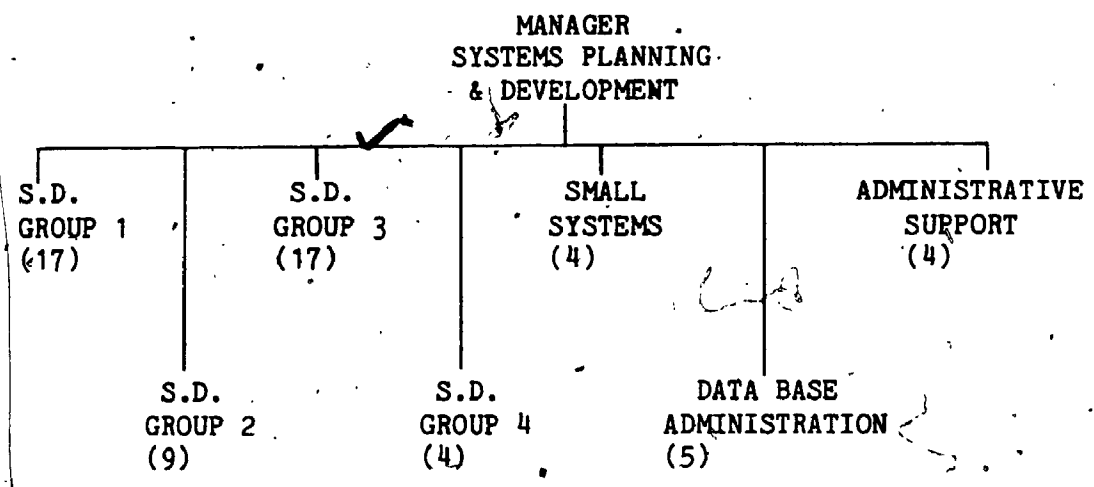 MANAGER
SYSTEMS PLANNING
& DEVELOPMENT
S.D.
GROUP 1
(17)
S.D.
GROUP 3
(17)
SMALL
SYSTEMS
(4)
ADMINISTRATIVE
SUPPORT
(4)
S.D.
GROUP 2
(9)
S.D.
GROUP 4
(4)
DATA BASE
ADMINISTRATION
(5)